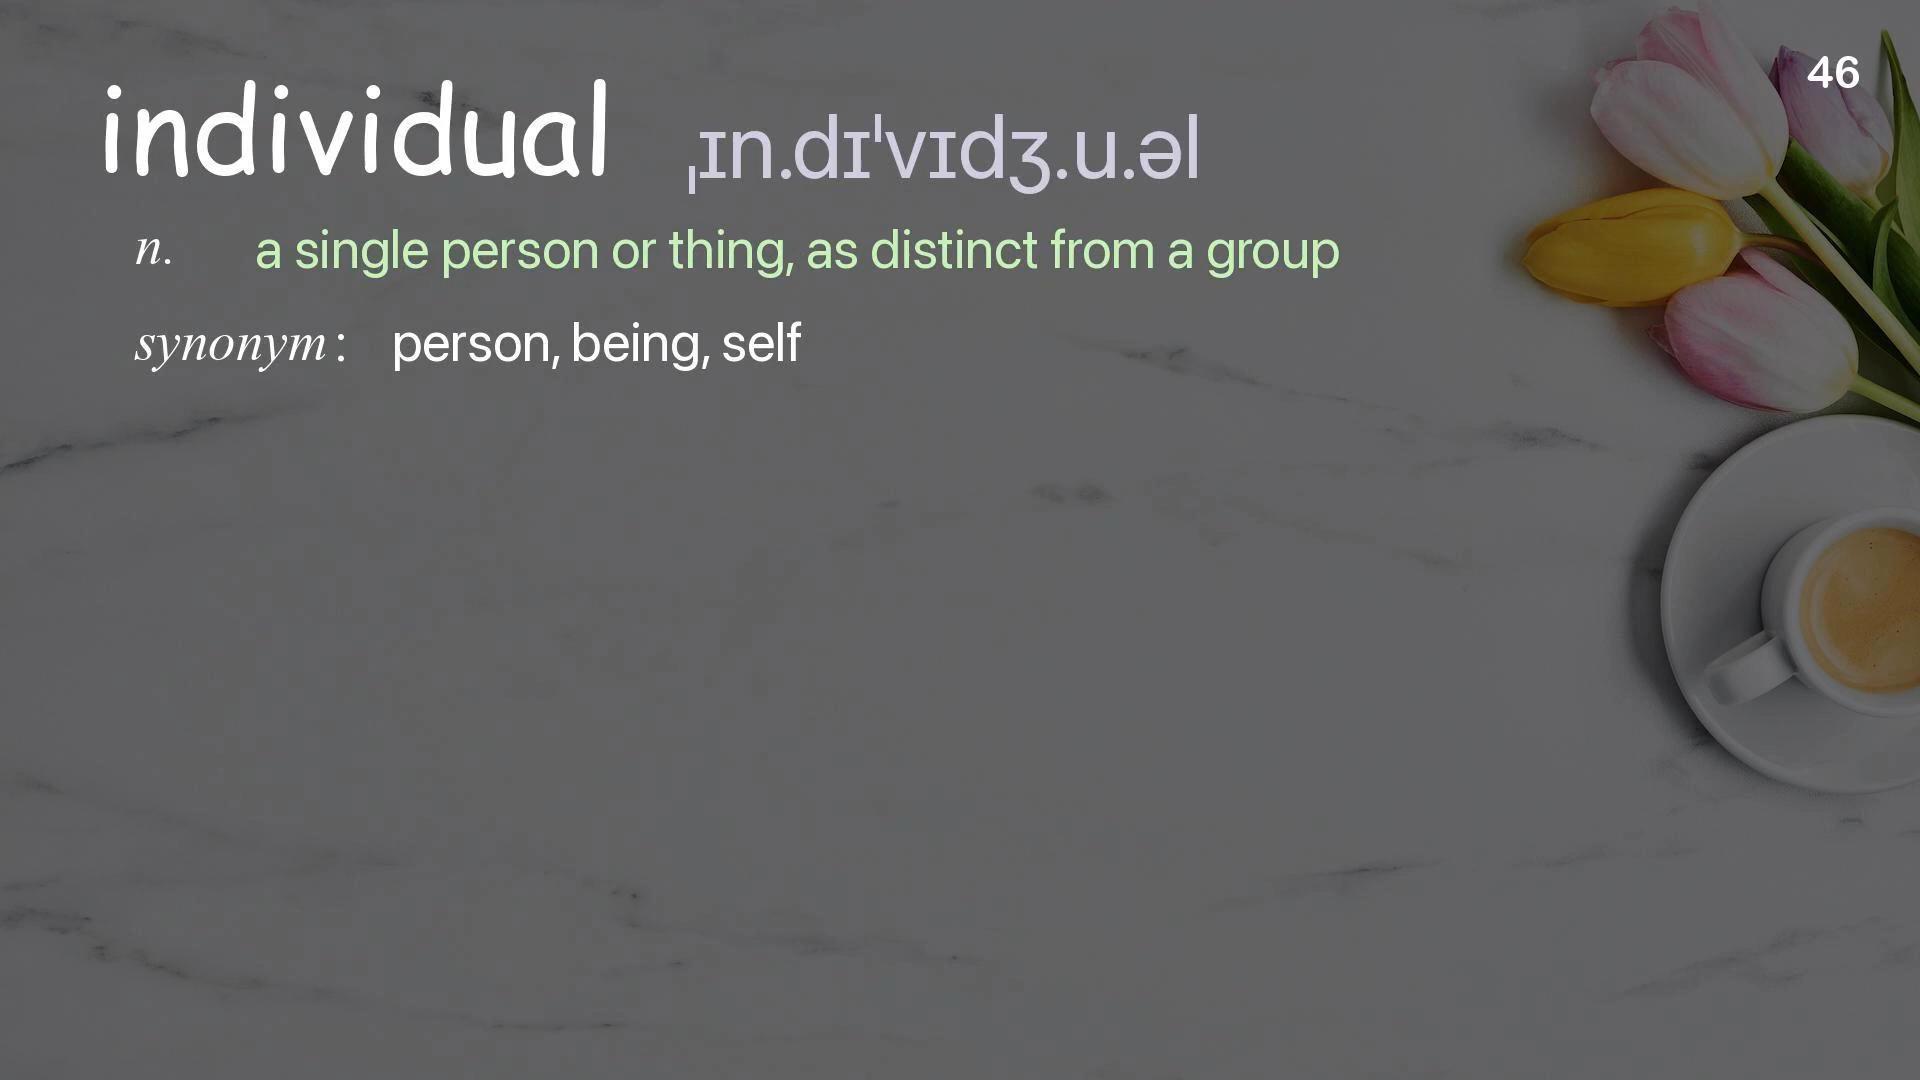 46
individual ˌɪn.dɪˈvɪdʒ.u.əl
n. a single person or thing, as distinct from a group
synonym: person, being, self